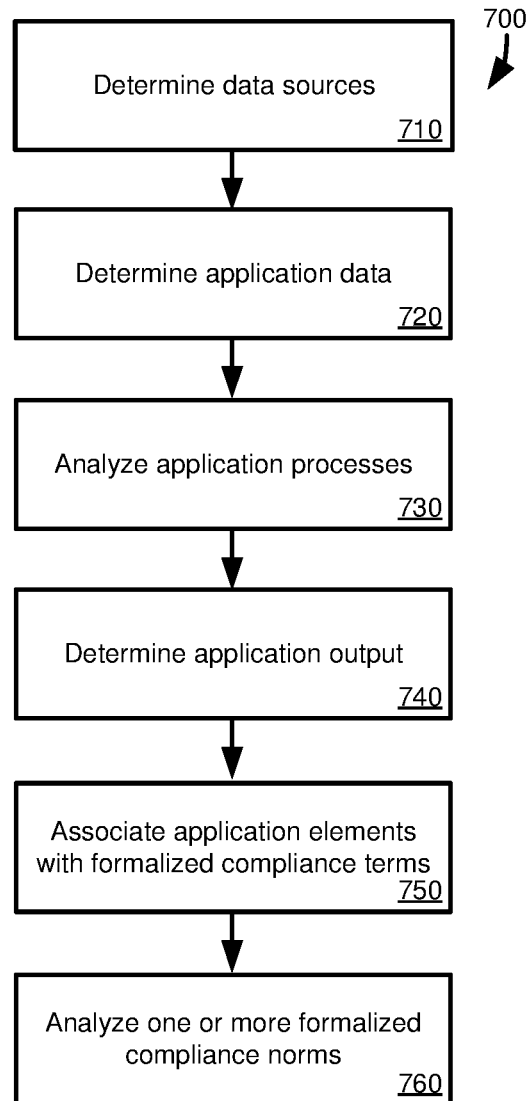 700
Determine data sources
710
Determine application data
720
Analyze application processes
730
Determine application output
740
Associate application elements
with formalized compliance terms
750
Analyze one or more formalized
compliance norms
760